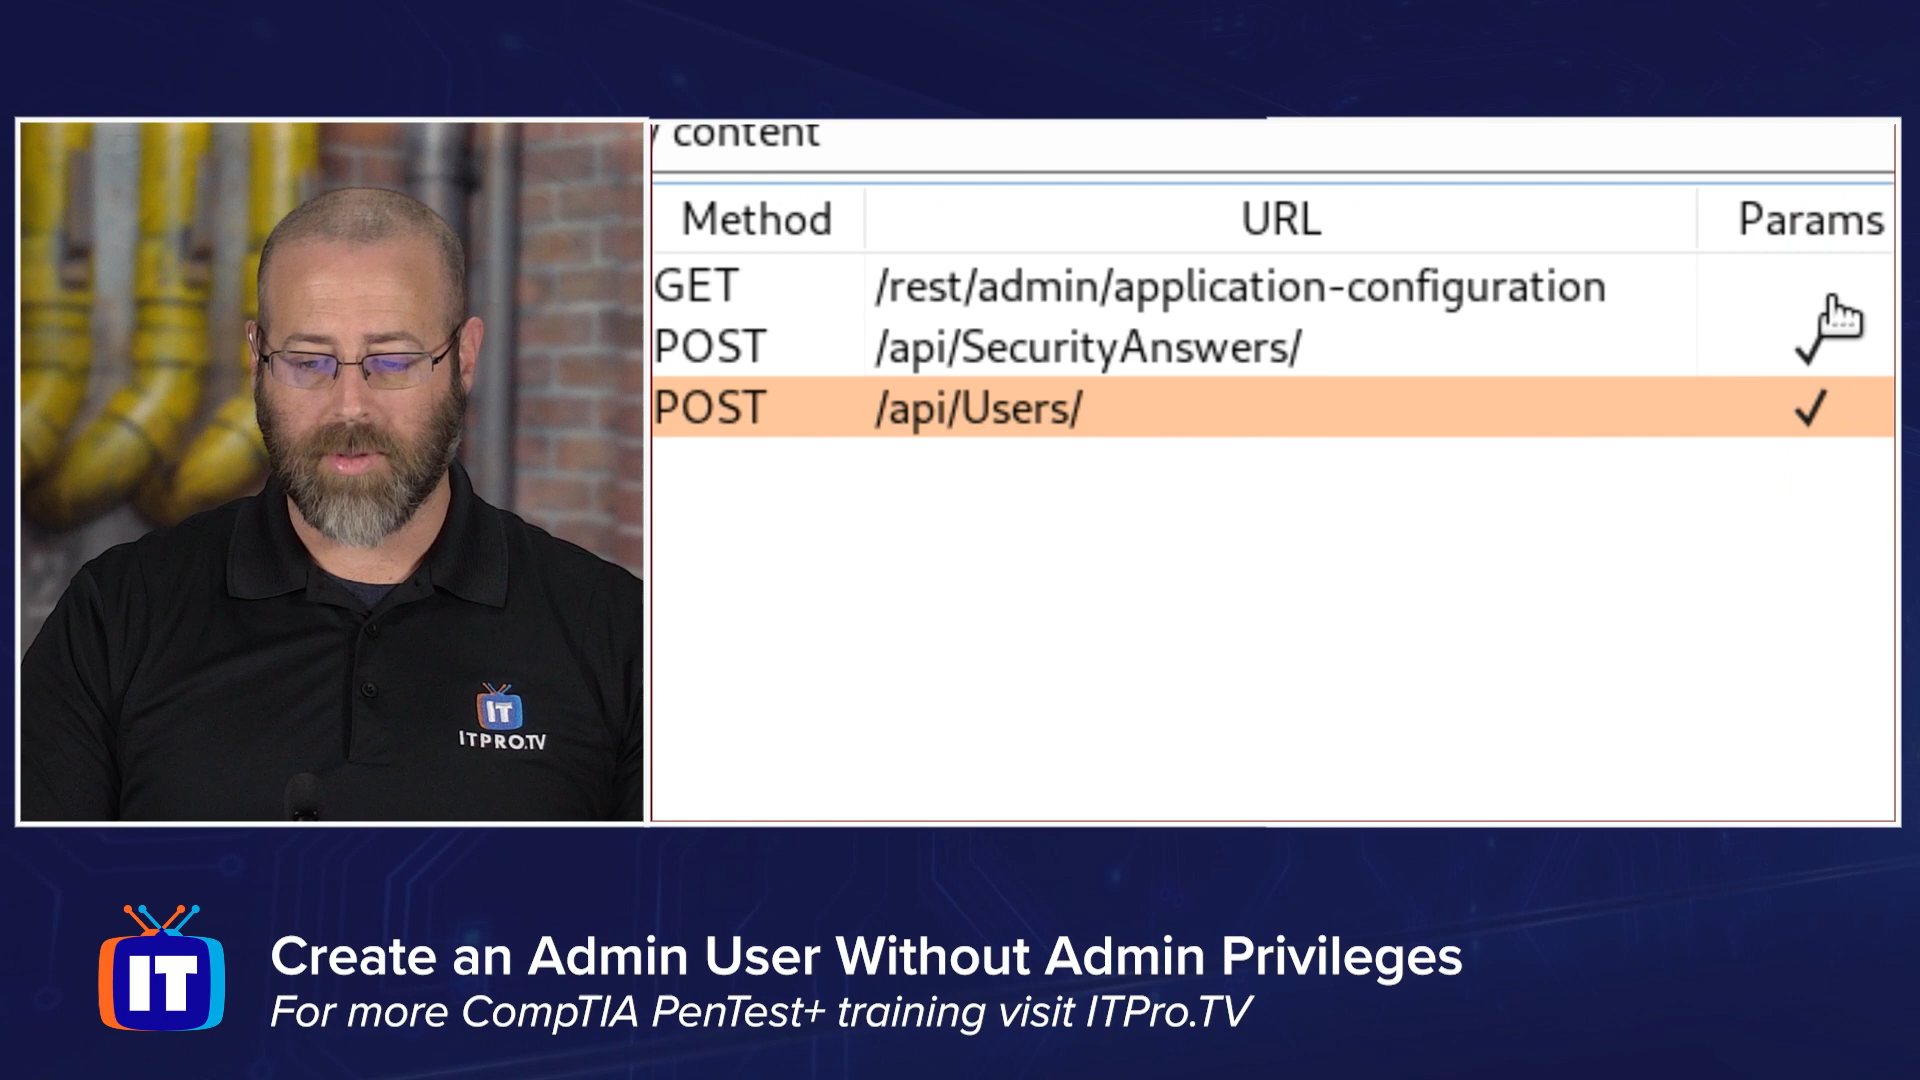 content
Method URL Params
GET /rest/admin/application-configuration
POST /api/SecurityAnswers/ ✓
POST /api/Users/ ✓
IT
ITPRO.TV
IT
Create an Admin User Without Admin Privileges
For more CompTIA PenTest+ training visit ITPro.TV